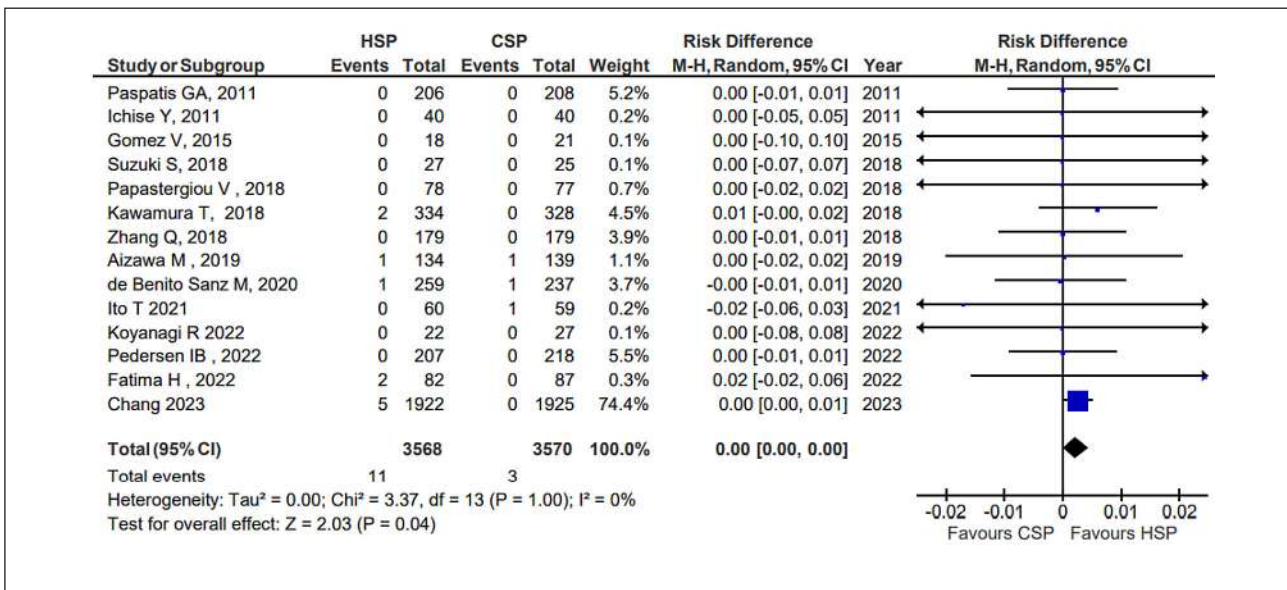 HSP CSP Risk Difference Risk Difference
Study or Subgroup Events Total Events Total Weight M-H, Random, 95% CI Year M-H, Random, 95% CI
Paspatis GA, 2011 0 206 0 208 5.2% 0.00 [-0.01, 0.01] 2011
Ichise Y, 2011 0 40 0 40 0.2% 0.00 [-0.05, 0.05] 2011
Gomez V, 2015 0 18 0 21 0.1% 0.00 [-0.10, 0.10] 2015
Suzuki S, 2018 0 27 0 25 0.1% 0.00 [-0.07, 0.07] 2018
Papastergiou V , 2018 0 78 0 77 0.7% 0.00 [-0.02, 0.02] 2018
Kawamura T, 2018 2 334 0 328 4.5% 0.01 [-0.00, 0.02] 2018
Zhang Q, 2018 0 179 0 179 3.9% 0.00 [-0.01, 0.01] 2018
Aizawa M , 2019 1 134 1 139 1.1% 0.00 [-0.02, 0.02] 2019
de Benito Sanz M, 2020 1 259 1 237 3.7% -0.00 [-0.01, 0.01] 2020
Ito T 2021 0 60 1 59 0.2% -0.02 [-0.06, 0.03] 2021
Koyanagi R 2022 0 22 0 27 0.1% 0.00 [-0.08, 0.08] 2022
Pedersen IB , 2022 0 207 0 218 5.5% 0.00 [-0.01, 0.01] 2022
Fatima H , 2022 2 82 0 87 0.3% 0.02 [-0.02, 0.06] 2022
Chang 2023 5 1922 0 1925 74.4% 0.00 [0.00, 0.01] 2023
Total (95% CI) 3568 3570 100.0% 0.00 [0.00, 0.00]
Total events 11 3
Heterogeneity: Tau² = 0.00; Chi² = 3.37, df = 13 (P = 1.00); I² = 0%
Test for overall effect: Z = 2.03 (P = 0.04)
-0.02 -0.01 0 0.01 0.02
Favours CSP Favours HSP